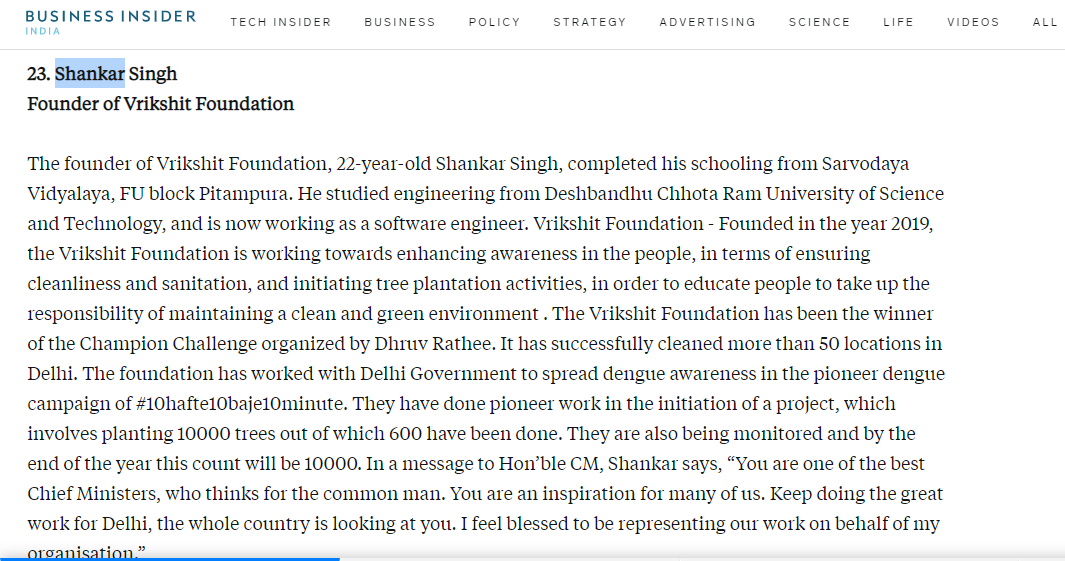 BUSINESS INSIDER
INDIA
TECH INSIDER BUSINESS POLICY STRATEGY ADVERTISING SCIENCE LIFE VIDEOS ALL
23. Shankar Singh
Founder of Vrikshit Foundation
The founder of Vrikshit Foundation, 22-year-old Shankar Singh, completed his schooling from Sarvodaya
Vidyalaya, FU block Pitampura. He studied engineering from Deshbandhu Chhota Ram University of Science
and Technology, and is now working as a software engineer. Vrikshit Foundation - Founded in the year 2019,
the Vrikshit Foundation is working towards enhancing awareness in the people, in terms of ensuring
cleanliness and sanitation, and initiating tree plantation activities, in order to educate people to take up the
responsibility of maintaining a clean and green environment . The Vrikshit Foundation has been the winner
of the Champion Challenge organized by Dhruv Rathee. It has successfully cleaned more than 50 locations in
Delhi. The foundation has worked with Delhi Government to spread dengue awareness in the pioneer dengue
campaign of #10hafte10baje10minute. They have done pioneer work in the initiation of a project, which
involves planting 10000 trees out of which 600 have been done. They are also being monitored and by the
end of the year this count will be 10000. In a message to Hon’ble CM, Shankar says, “You are one of the best
Chief Ministers, who thinks for the common man. You are an inspiration for many of us. Keep doing the great
work for Delhi, the whole country is looking at you. I feel blessed to be representing our work on behalf of my
organisation.”